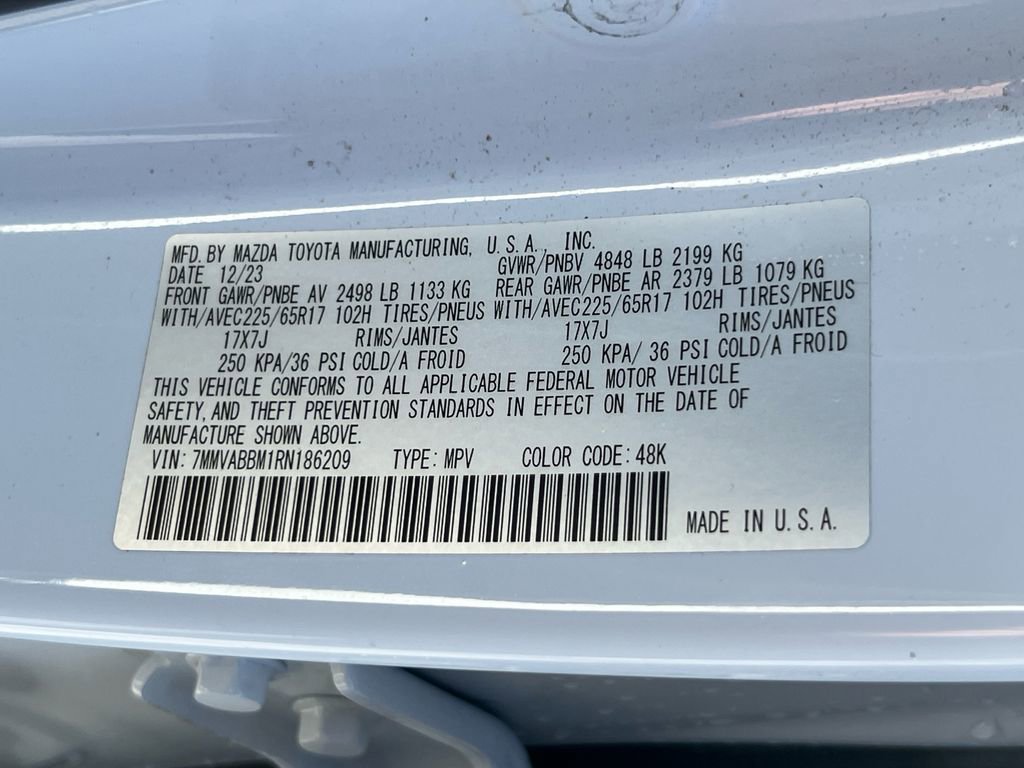 MFD. BY MAZDA TOYOTA MANUFACTURING, U.S.A., INC.
DATE 12/23 GVWR/PNBV 4848 LB 2199 KG
FRONT GAWR/PNBE AV 2498 LB 1133 KG REAR GAWR/PNBE AR 2379 LB 1079 KG
WITH/AVEC225/65R17 102H TIRES/PNEUS WITH/AVEC225/65R17 102H TIRES/PNEUS
17X7J RIMS/JANTES 17X7J RIMS/JANTES
250 KPA/36 PSI COLD/A FROID 250 KPA/ 36 PSI COLD/A FROID
THIS VEHICLE CONFORMS TO ALL APPLICABLE FEDERAL MOTOR VEHICLE
SAFETY, AND THEFT PREVENTION STANDARDS IN EFFECT ON THE DATE OF
MANUFACTURE SHOWN ABOVE.
VIN: 7MMVABBM1RN186209 TYPE: MPV COLOR CODE: 48K
MADE IN U.S.A.